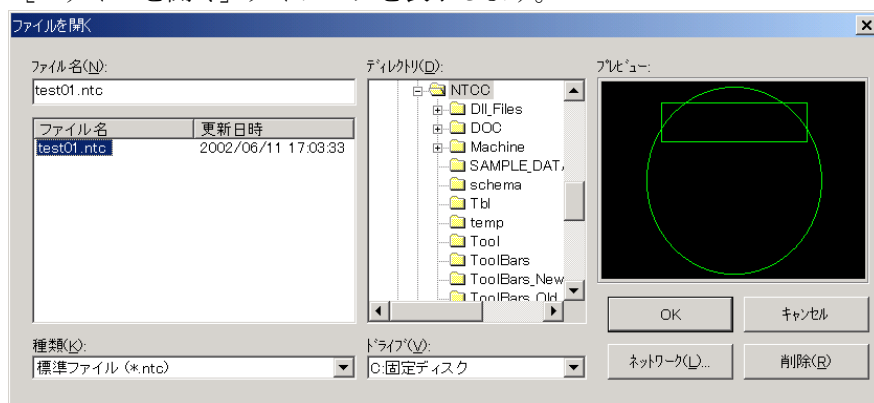 ファイルを開く
ファイル名(N):
test01.ntc
ファイル名 更新日時
test01.ntc 2002/06/11 17:03:33
種類(K):
標準ファイル (*.ntc)
ディレクトリ(D):
NTCC
Dll_Files
DOC
Machine
SAMPLE_DATA
schema
Tbl
temp
Tool
ToolBars
ToolBars_New
ToolBars_Old
ドライブ(V):
C:固定ディスク
プレビュー:
OK
キャンセル
ネットワーク(L)...
削除(R)